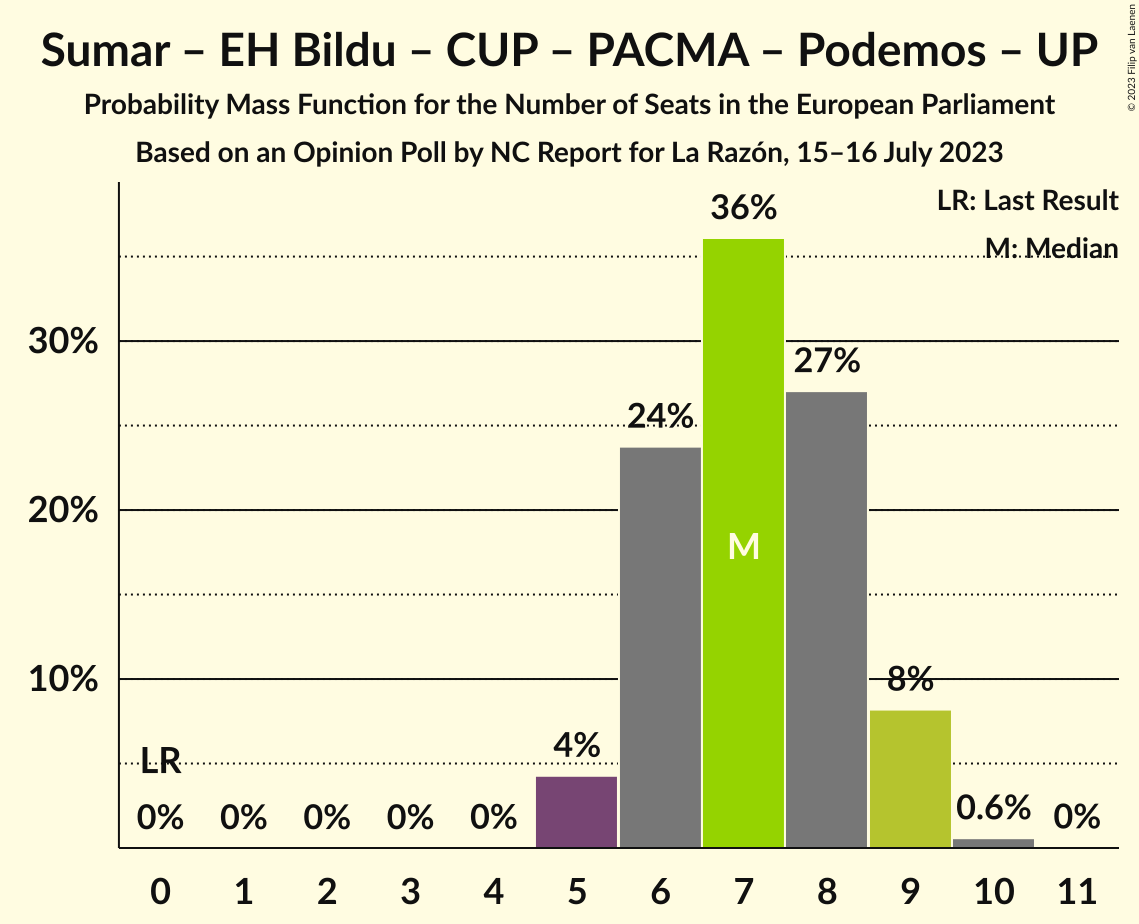 Sumar – EH Bildu – CUP – PACMA – Podemos – UP
Probability Mass Function for the Number of Seats in the European Parliament
Based on an Opinion Poll by NC Report for La Razón, 15–16 July 2023
© 2023 Filip van Laenen
LR: Last Result
M: Median
36%
30%
27%
24%
20%
M
10%
8%
LR
4%
0% 0% 0% 0% 0% 0.6% 0%
0 1 2 3 4 5 6 7 8 9 10 11